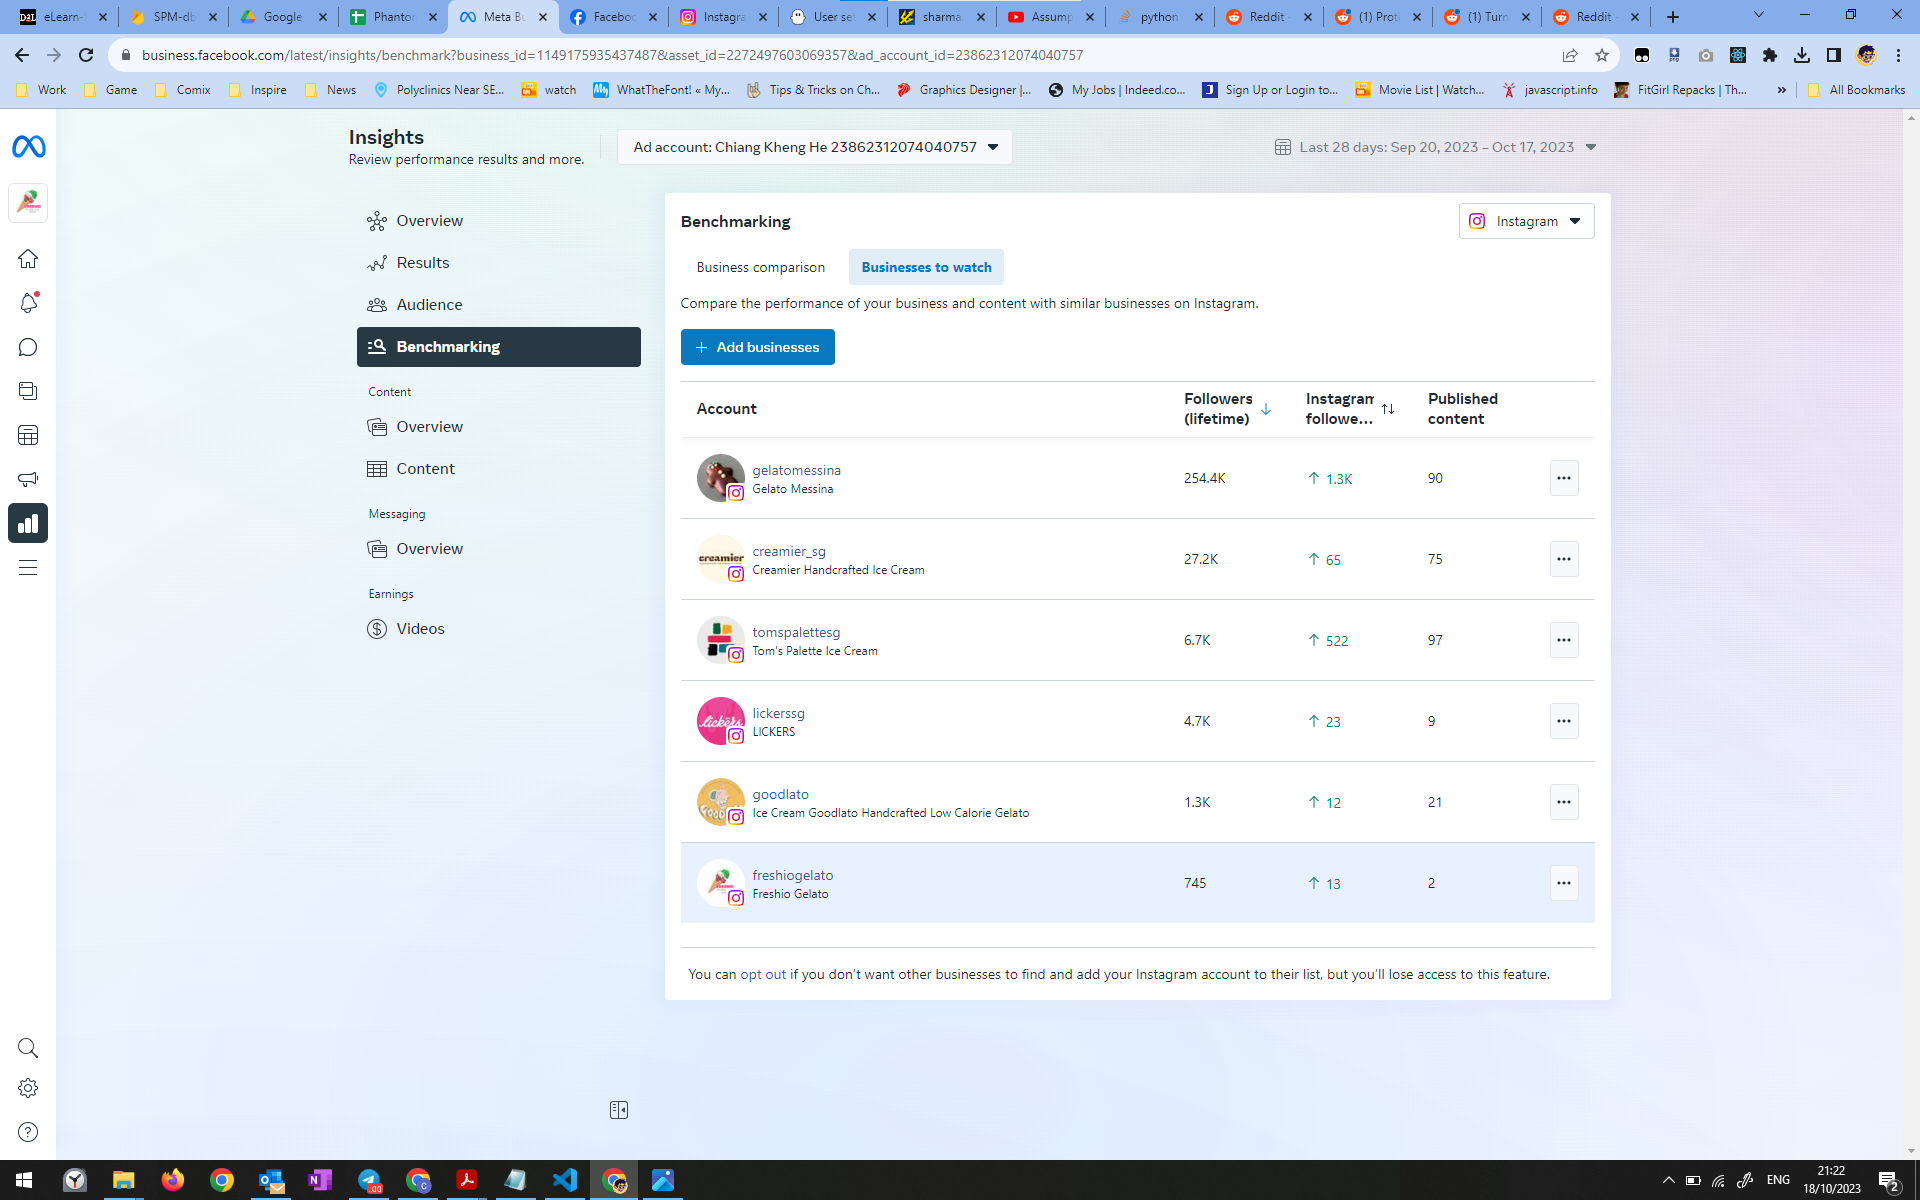 eLearn-
SPM-db
Google
Phantom
Meta Bu
Faceboo
Instagra
User set
sharma.
Assump
python
Reddit -
(1) Prot
(1) Turn
Reddit -
business.facebook.com/latest/insights/benchmark?business_id=1149175935437487&asset_id=2272497603069357&ad_account_id=23862312074040757
Work
Game
Comix
Inspire
News
Polyclinics Near SE...
watch
WhatTheFont! « My...
Tips & Tricks on Ch...
Graphics Designer |...
My Jobs | Indeed.co...
Sign Up or Login to...
Movie List | Watch...
javascript.info
FitGirl Repacks | Th...
»
All Bookmarks
Insights
Review performance results and more.
Ad account: Chiang Kheng He 23862312074040757
Last 28 days: Sep 20, 2023 – Oct 17, 2023
Overview
Results
Audience
Benchmarking
Content
Overview
Content
Messaging
Overview
Earnings
Videos
Benchmarking
Instagram
Business comparison
Businesses to watch
Compare the performance of your business and content with similar businesses on Instagram.
+ Add businesses
Account
Followers (lifetime)
Instagram followe...
Published content
gelatomessina
Gelato Messina
254.4K
1.3K
90
creamier
creamier_sg
Creamier Handcrafted Ice Cream
27.2K
65
75
tomspalettesg
Tom's Palette Ice Cream
6.7K
522
97
lickers
lickerssg
LICKERS
4.7K
23
9
goodlato
Ice Cream Goodlato Handcrafted Low Calorie Gelato
1.3K
12
21
freshiogelato
Freshio Gelato
745
13
2
You can opt out if you don't want other businesses to find and add your Instagram account to their list, but you'll lose access to this feature.
ENG
21:22
18/10/2023
2